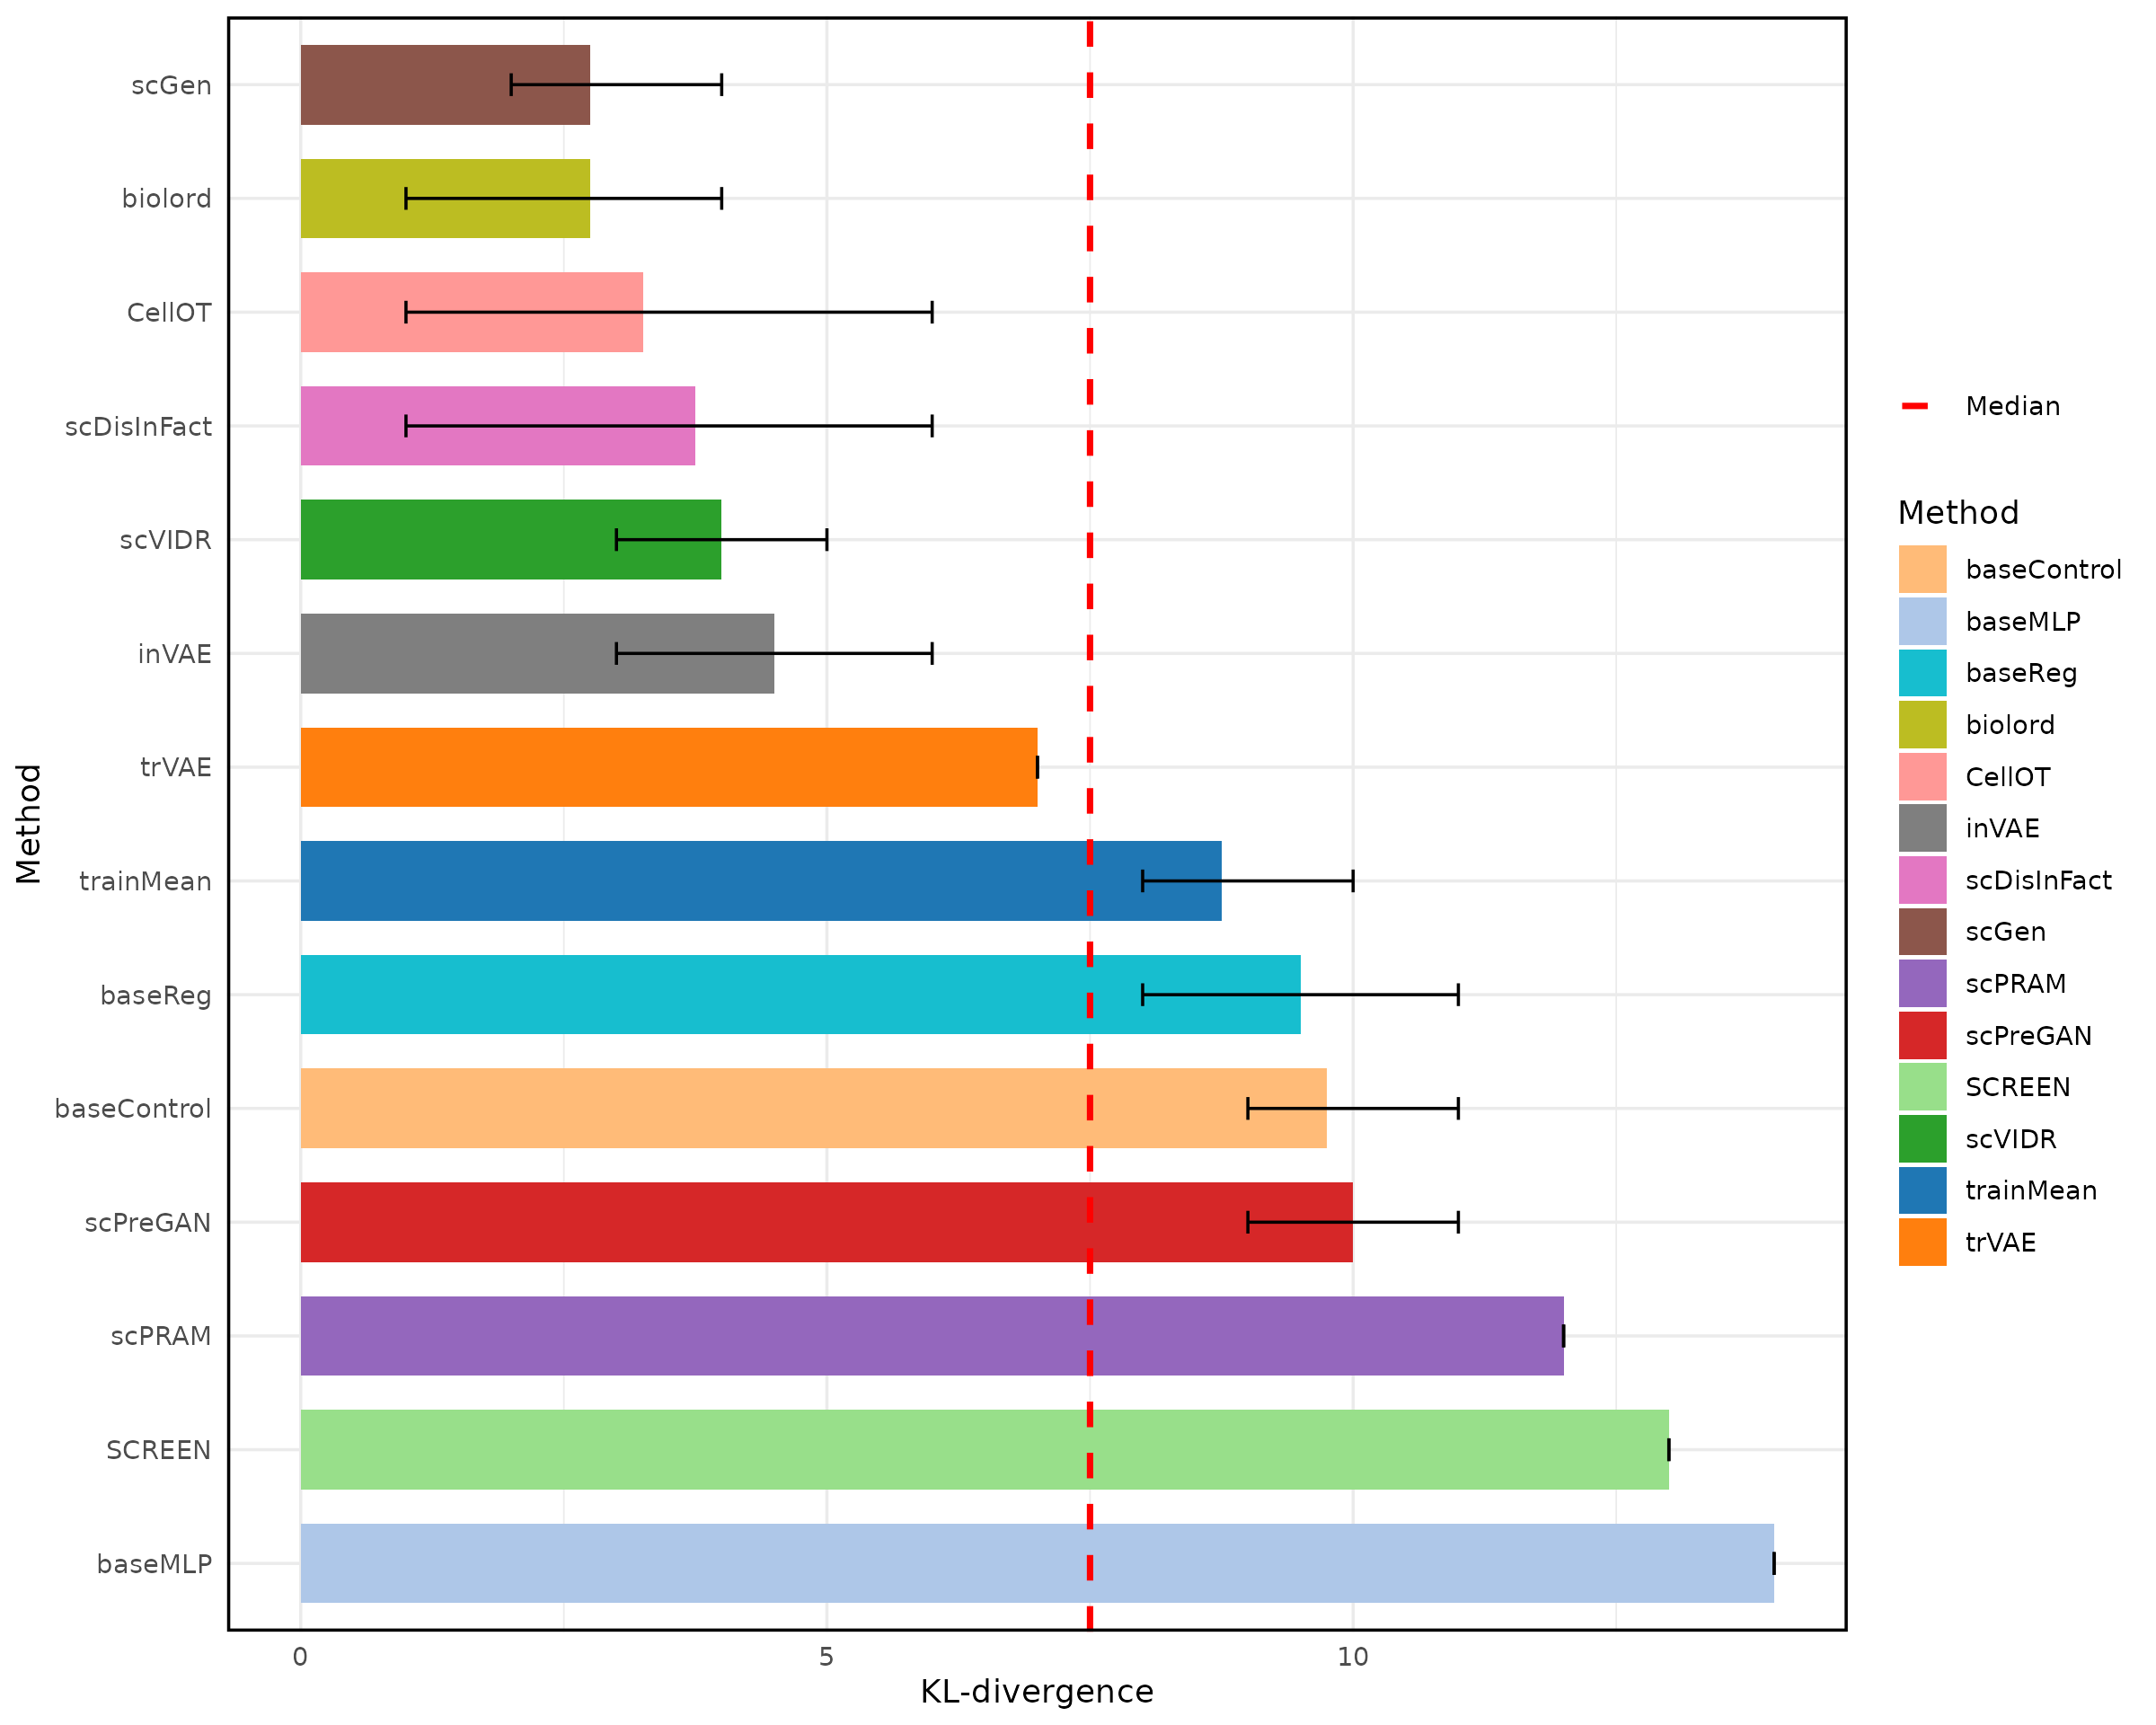 Method
scGen
biolord
CellOT
scDisInFact
scVIDR
inVAE
trVAE
trainMean
baseReg
baseControl
scPreGAN
scPRAM
SCREEN
baseMLP
0 5 10
KL-divergence
Median
Method
baseControl
baseMLP
baseReg
biolord
CellOT
inVAE
scDisInFact
scGen
scPRAM
scPreGAN
SCREEN
scVIDR
trainMean
trVAE